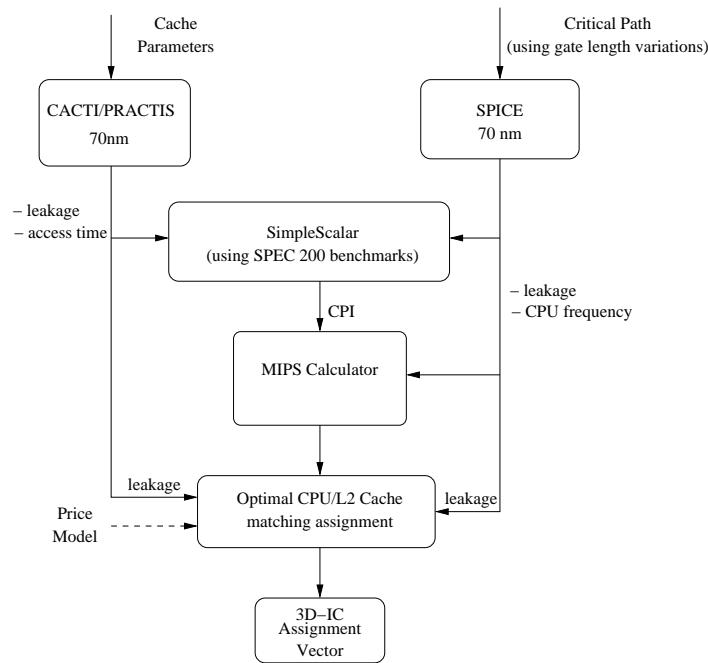 Cache
Parameters
Critical Path
(using gate length variations)
CACTI/PRACTIS
70nm
SPICE
70 nm
– leakage
– access time
SimpleScalar
(using SPEC 200 benchmarks)
– leakage
– CPU frequency
CPI
MIPS Calculator
leakage
Optimal CPU/L2 Cache
matching assignment
leakage
Price
Model
3D–IC
Assignment
Vector